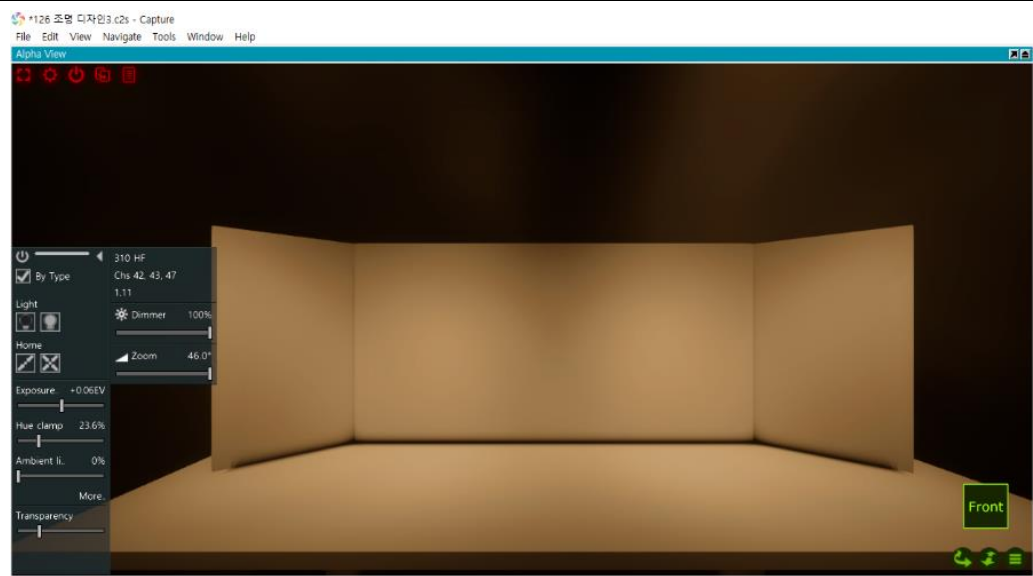 *126 조명 디자인3.c2s - Capture
File Edit View Navigate Tools Window Help
Alpha View
310 HF
By Type
Chs 42, 43, 47
1.11
Light
Dimmer 100%
Home
Zoom 46.0°
Exposure.. +0.06EV
Hue clamp 23.6%
Ambient li.. 0%
More..
Transparency
Front